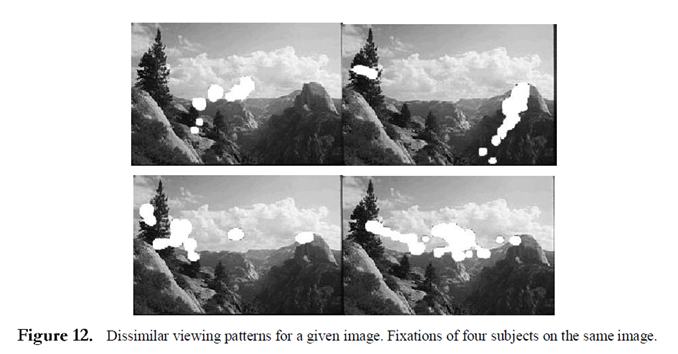 Figure 12. Dissimilar viewing patterns for a given image. Fixations of four subjects on the same image.